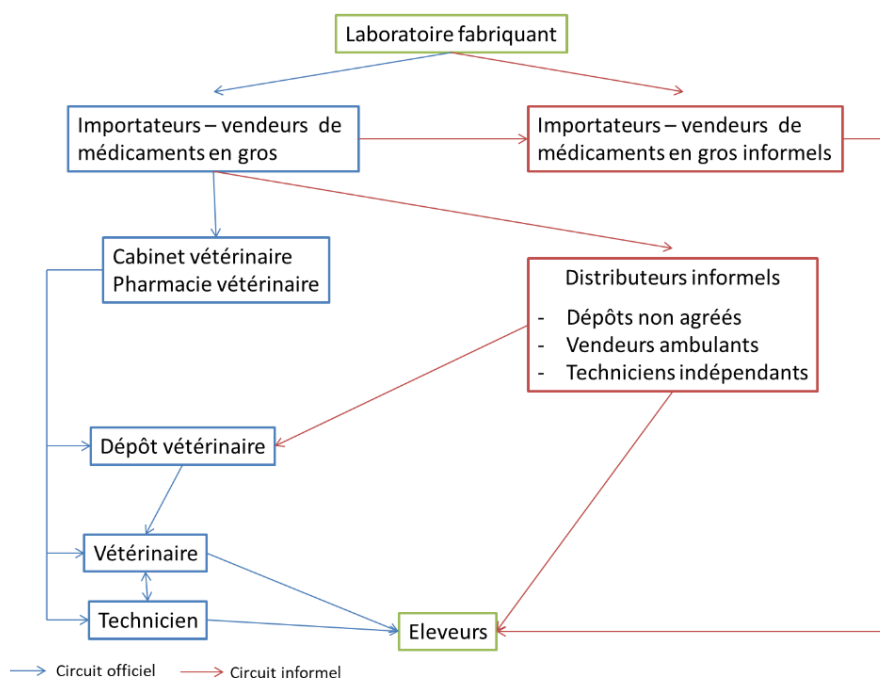 Laboratoire fabriquant
Importateurs – vendeurs de
médicaments en gros
Importateurs – vendeurs de
médicaments en gros informels
Cabinet vétérinaire
Pharmacie vétérinaire
Distributeurs informels
- Dépôts non agréés
- Vendeurs ambulants
- Techniciens indépendants
Dépôt vétérinaire
Vétérinaire
Technicien
Eleveurs
Circuit officiel
Circuit informel